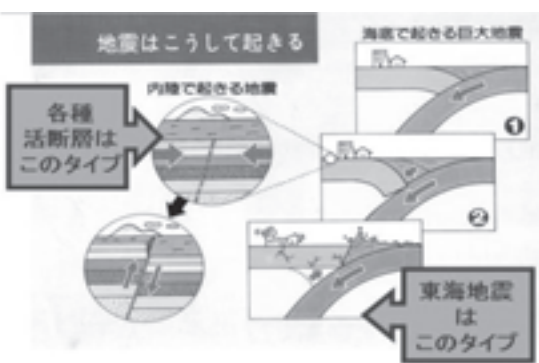 地震はこうして起きる
海底で起きる巨大地震
内陸で起きる地震
各種
活断層は
このタイプ
❶
❷
東海地震
は
このタイプ